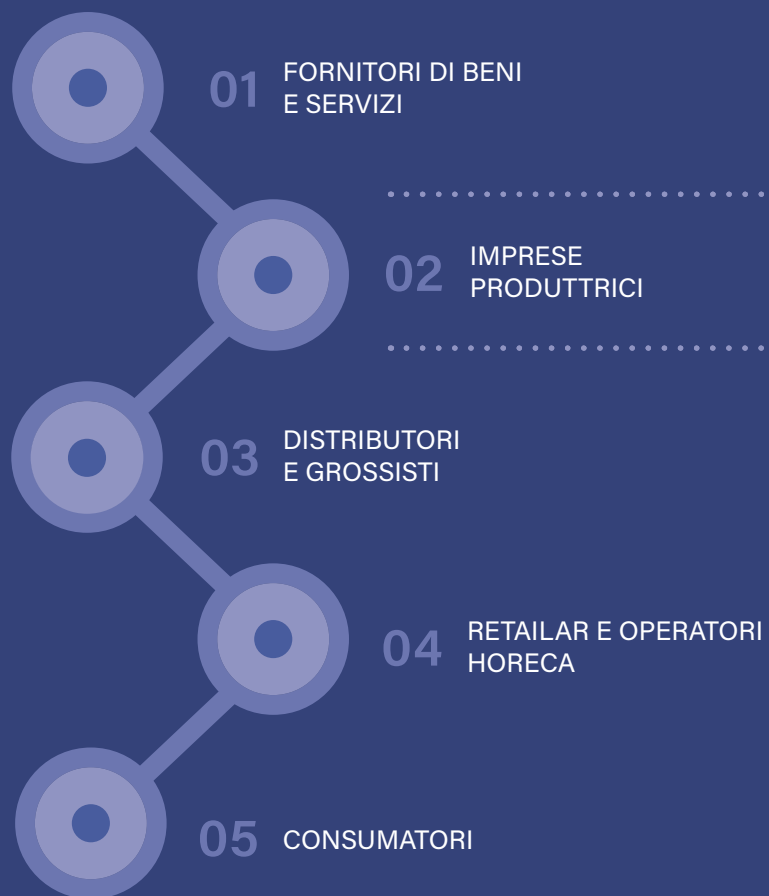 01 FORNITORI DI BENI
E SERVIZI
02 IMPRESE
PRODUTTRICI
03 DISTRIBUTORI
E GROSSISTI
04 RETAILAR E OPERATORI
HORECA
05 CONSUMATORI